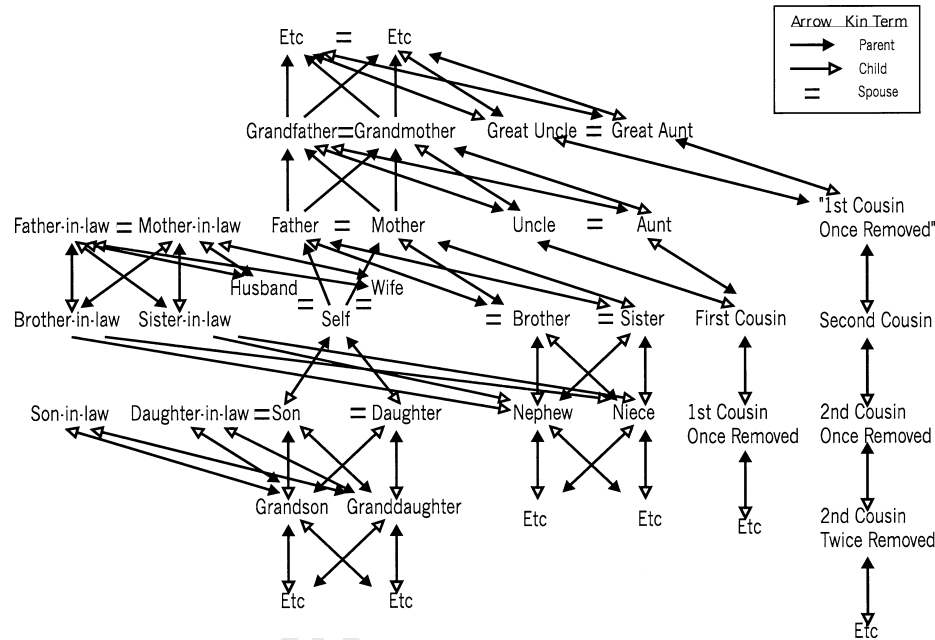 Arrow Kin Term
Parent
Child
= Spouse
Etc = Etc
Grandfather=Grandmother Great Uncle = Great Aunt
"1st Cousin
Once Removed"
Father-in-law = Mother-in-law Father = Mother Uncle = Aunt
Husband Wife
= =
Brother-in-law Sister-in-law Self = Brother = Sister First Cousin Second Cousin
Son-in-law Daughter-in-law =Son = Daughter Nephew Niece 1st Cousin
Once Removed
2nd Cousin
Once Removed
Grandson Granddaughter
Etc Etc Etc
2nd Cousin
Twice Removed
Etc Etc
Etc